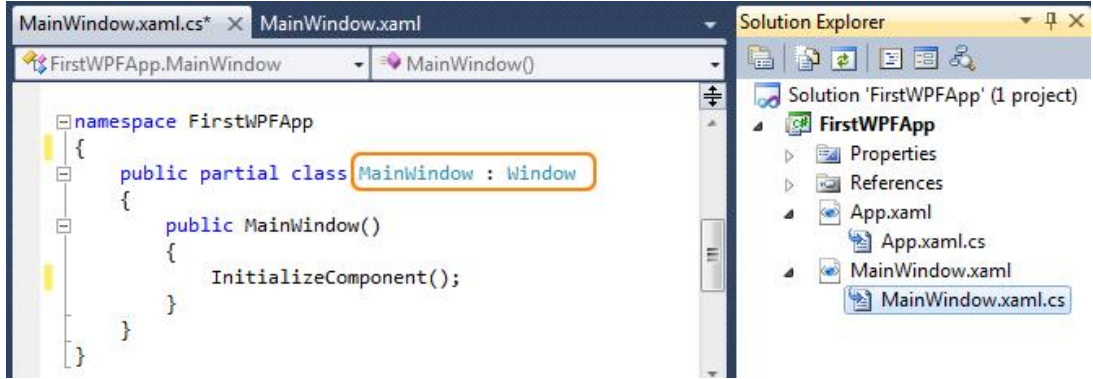 MainWindow.xaml.cs* MainWindow.xaml
FirstWPFApp.MainWindow MainWindow()
namespace FirstWPFApp
{
public partial class MainWindow : Window
{
public MainWindow()
{
InitializeComponent();
}
}
}
Solution Explorer
Solution 'FirstWPFApp' (1 project)
FirstWPFApp
Properties
References
App.xaml
App.xaml.cs
MainWindow.xaml
MainWindow.xaml.cs